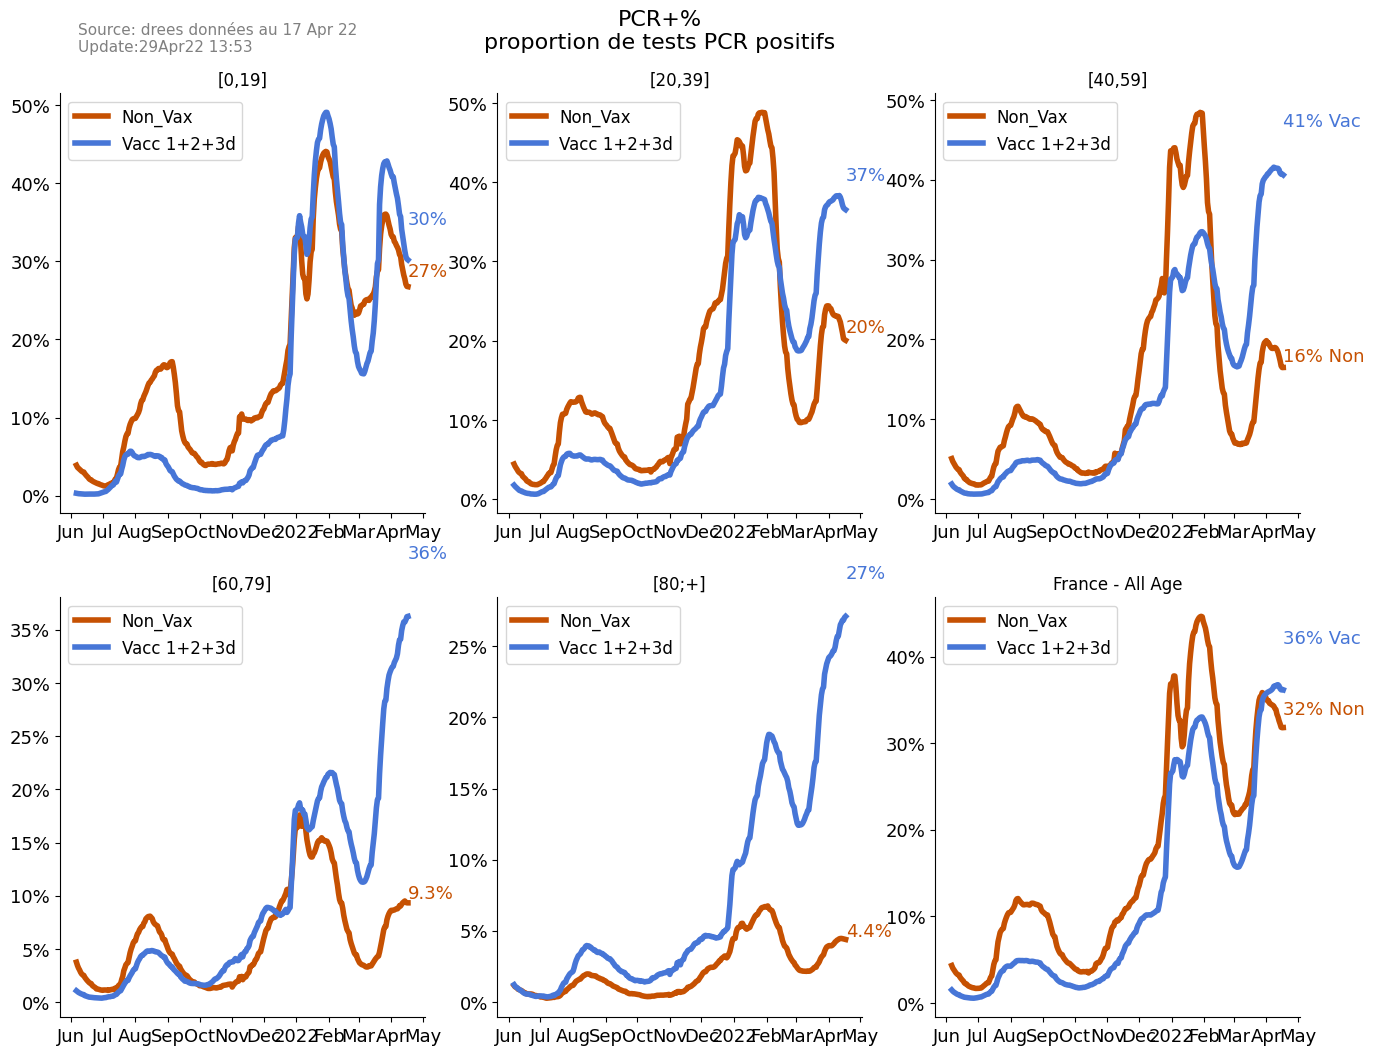 Source: drees données au 17 Apr 22
Update:29Apr22 13:53
PCR+%
proportion de tests PCR positifs
[0,19]
Non_Vax
Vacc 1+2+3d
50%
40%
30%
20%
10%
0%
30%
27%
Jun Jul Aug Sep Oct Nov Dec 2022 Feb Mar Apr May
[20,39]
Non_Vax
Vacc 1+2+3d
50%
40%
30%
20%
10%
0%
37%
20%
Jun Jul Aug Sep Oct Nov Dec 2022 Feb Mar Apr May
[40,59]
Non_Vax
Vacc 1+2+3d
50%
40%
30%
20%
10%
0%
41% Vac
16% Non
Jun Jul Aug Sep Oct Nov Dec 2022 Feb Mar Apr May
36%
[60,79]
Non_Vax
Vacc 1+2+3d
35%
30%
25%
20%
15%
10%
5%
0%
9.3%
Jun Jul Aug Sep Oct Nov Dec 2022 Feb Mar Apr May
27%
[80;+]
Non_Vax
Vacc 1+2+3d
25%
20%
15%
10%
5%
0%
4.4%
Jun Jul Aug Sep Oct Nov Dec 2022 Feb Mar Apr May
France - All Age
Non_Vax
Vacc 1+2+3d
40%
30%
20%
10%
0%
36% Vac
32% Non
Jun Jul Aug Sep Oct Nov Dec 2022 Feb Mar Apr May